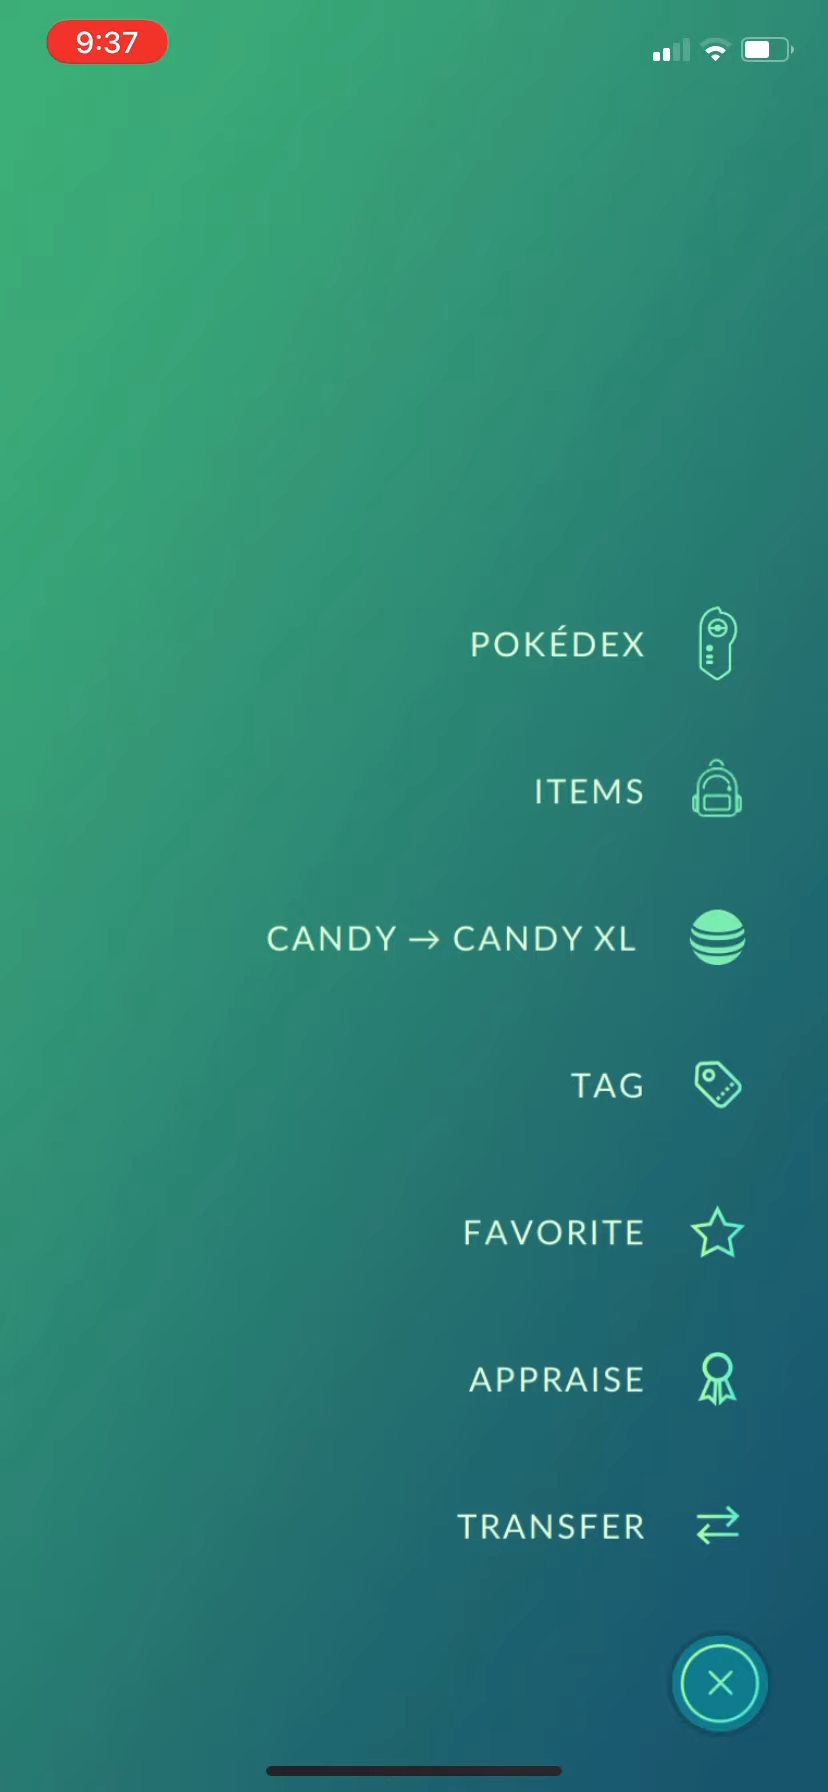 9:37
POKÉDEX
ITEMS
CANDY → CANDY XL
TAG
FAVORITE
APPRAISE
TRANSFER